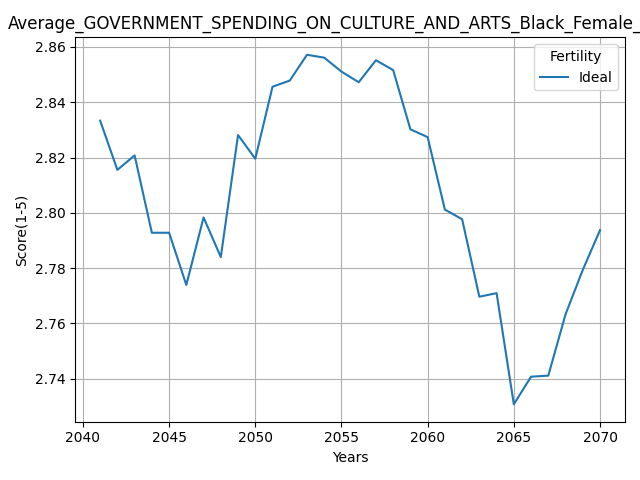 Average_GOVERNMENT_SPENDING_ON_CULTURE_AND_ARTS_Black_Female_
2.86
2.84
2.82
2.80
2.78
2.76
2.74
Score(1-5)
Fertility
Ideal
2040 2045 2050 2055 2060 2065 2070
Years